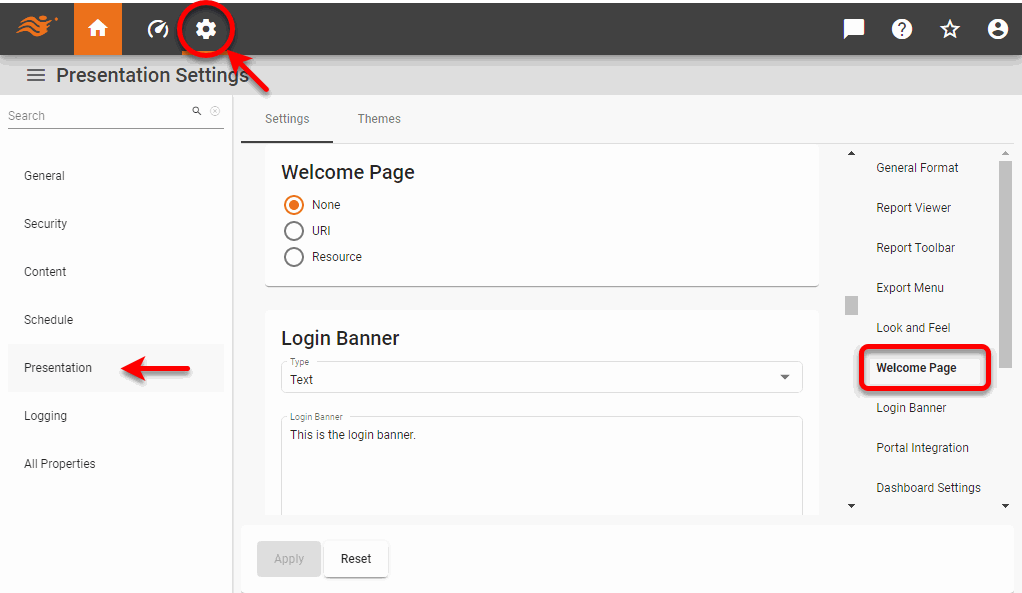 Presentation Settings
Search
General
Security
Content
Schedule
Presentation
Logging
All Properties
Settings
Themes
Welcome Page
None
URI
Resource
Login Banner
Type
Text
Login Banner
This is the login banner.
General Format
Report Viewer
Report Toolbar
Export Menu
Look and Feel
Welcome Page
Login Banner
Portal Integration
Dashboard Settings
Apply
Reset